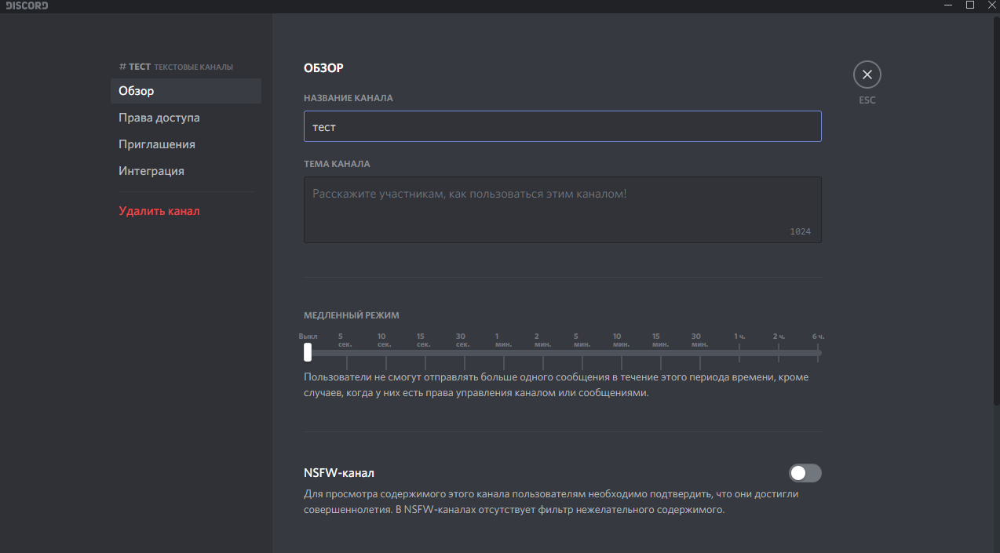 DISCORD
# ТЕСТ ТЕКСТОВЫЕ КАНАЛЫ
Обзор
Права доступа
Приглашения
Интеграция
Удалить канал
ОБЗОР
НАЗВАНИЕ КАНАЛА
тест
ESC
ТЕМА КАНАЛА
Расскажите участникам, как пользоваться этим каналом!
1024
МЕДЛЕННЫЙ РЕЖИМ
Выкл 5 сек. 10 сек. 15 сек. 30 сек. 1 мин. 2 мин. 5 мин. 10 мин. 15 мин. 30 мин. 1 ч. 2 ч. 6 ч.
Пользователи не смогут отправлять больше одного сообщения в течение этого периода времени, кроме
случаев, когда у них есть права управления каналом или сообщениями.
NSFW-канал
Для просмотра содержимого этого канала пользователям необходимо подтвердить, что они достигли
совершеннолетия. В NSFW-каналах отсутствует фильтр нежелательного содержимого.